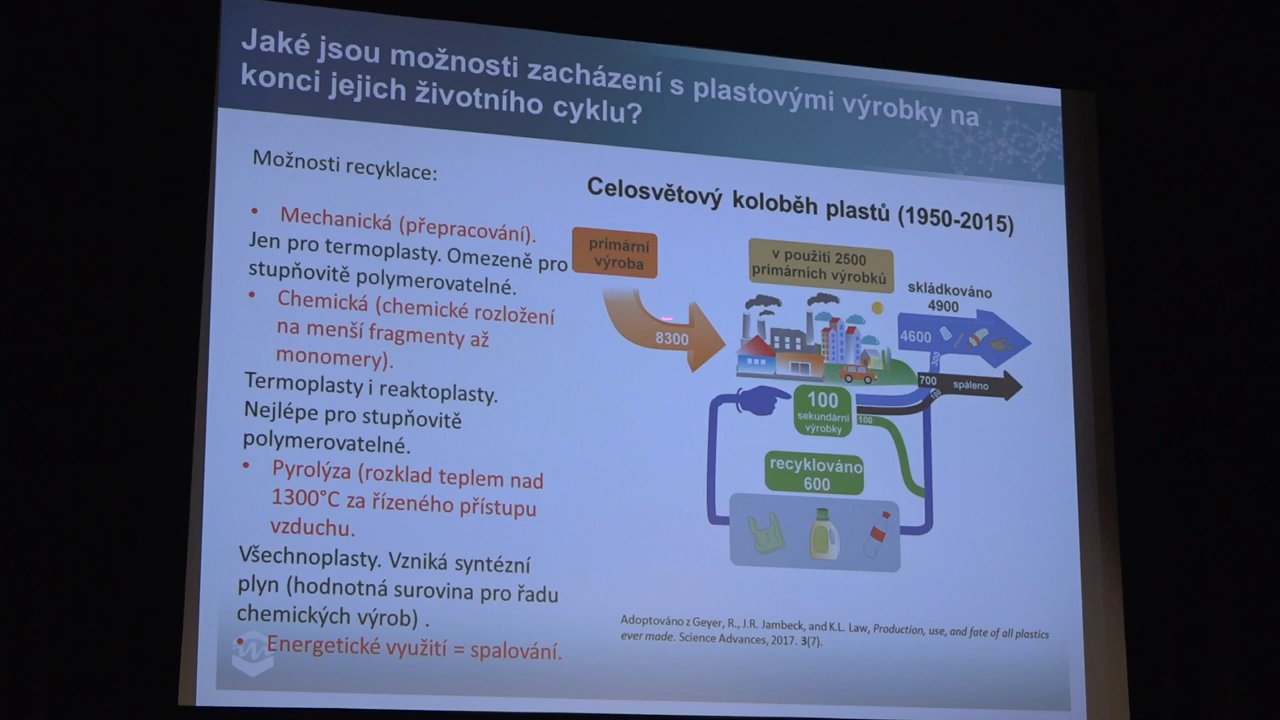 Jaké jsou možnosti zacházení s plastovými výrobky na
konci jejich životního cyklu?
Možnosti recyklace:
• Mechanická (přepracování).
Jen pro termoplasty. Omezeně pro
stupňovitě polymerovatelné.
• Chemická (chemické rozložení
na menší fragmenty až
monomery).
Termoplasty i reaktoplasty.
Nejlépe pro stupňovitě
polymerovatelné.
• Pyrolýza (rozklad teplem nad
1300°C za řízeného přístupu
vzduchu.
Všechnoplasty. Vzniká syntézní
plyn (hodnotná surovina pro řadu
chemických výrob) .
• Energetické využití = spalování.
Celosvětový koloběh plastů (1950-2015)
primární
výroba
8300
v použití 2500
primárních výrobků
skládkováno
4900
4600
300
700
spáleno
100
100
sekundární
výrobky
100
recyklováno
600
Adoptováno z Geyer, R., J.R. Jambeck, and K.L. Law, Production, use, and fate of all plastics
ever made. Science Advances, 2017. 3(7).